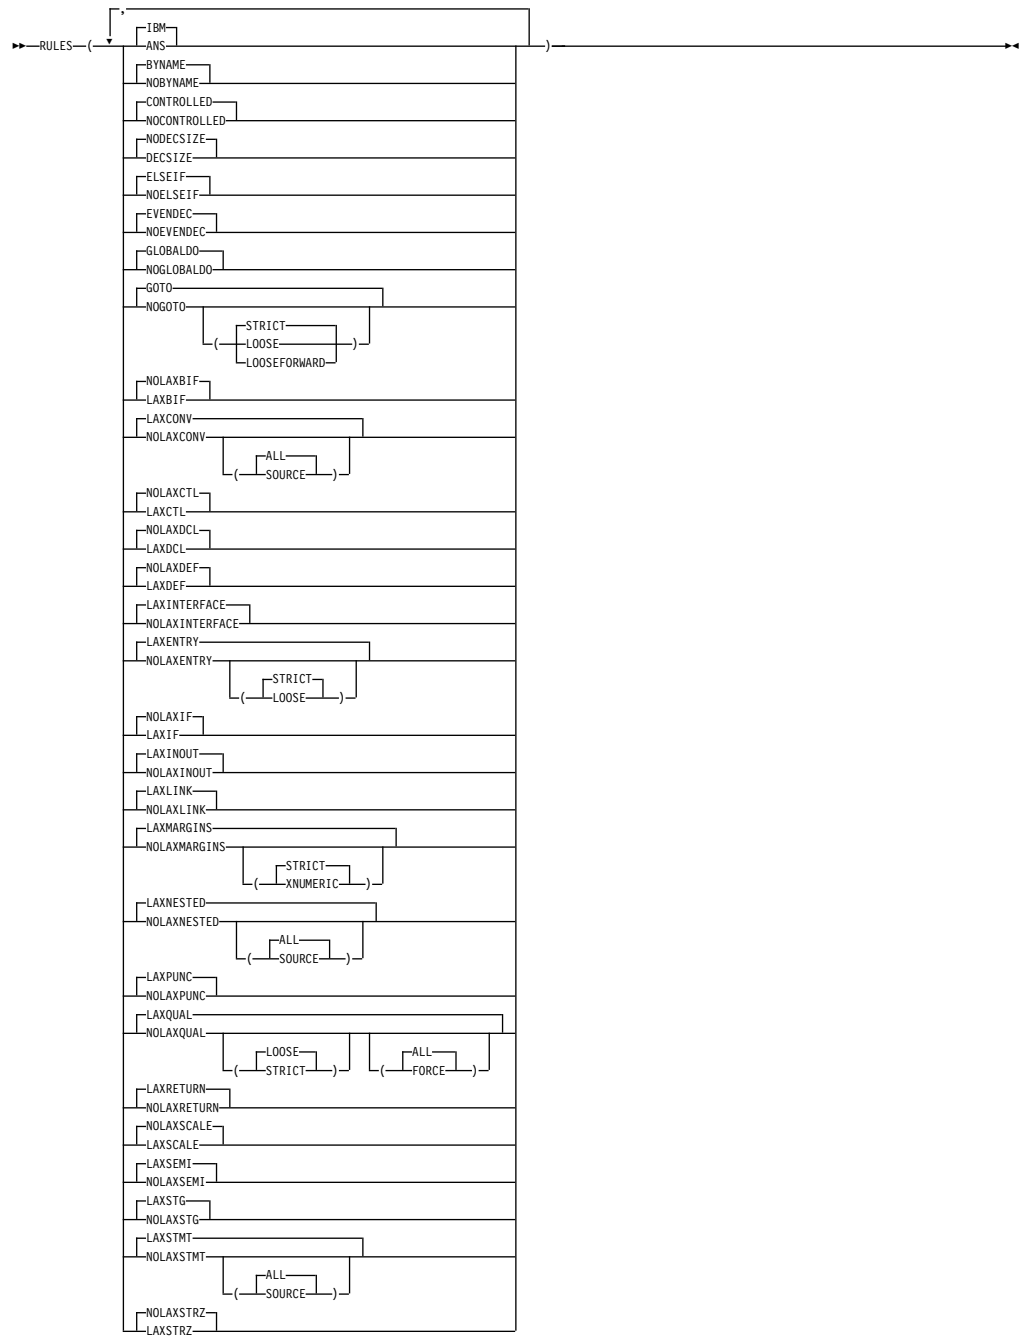 ,
IBM
RULES ( ANS )
BYNAME
NOBYNAME
CONTROLLED
NOCONTROLLED
NODECSIZE
DECSIZE
ELSEIF
NOELSEIF
EVENDEC
NOEVENDEC
GLOBALDO
NOGLOBALDO
GOTO
NOGOTO
STRICT
( LOOSE )
LOOSEFORWARD
NOLAXBIF
LAXBIF
LAXCONV
NOLAXCONV
ALL
( SOURCE )
NOLAXCTL
LAXCTL
NOLAXDCL
LAXDCL
NOLAXDEF
LAXDEF
LAXINTERFACE
NOLAXINTERFACE
LAXENTRY
NOLAXENTRY
STRICT
( LOOSE )
NOLAXIF
LAXIF
LAXINOUT
NOLAXINOUT
LAXLINK
NOLAXLINK
LAXMARGINS
NOLAXMARGINS
STRICT
( XNUMERIC )
LAXNESTED
NOLAXNESTED
ALL
( SOURCE )
LAXPUNC
NOLAXPUNC
LAXQUAL
NOLAXQUAL
LOOSE ALL
( STRICT ) ( FORCE )
LAXRETURN
NOLAXRETURN
NOLAXSCALE
LAXSCALE
LAXSEMI
NOLAXSEMI
LAXSTG
NOLAXSTG
LAXSTMT
NOLAXSTMT
ALL
( SOURCE )
NOLAXSTRZ
LAXSTRZ